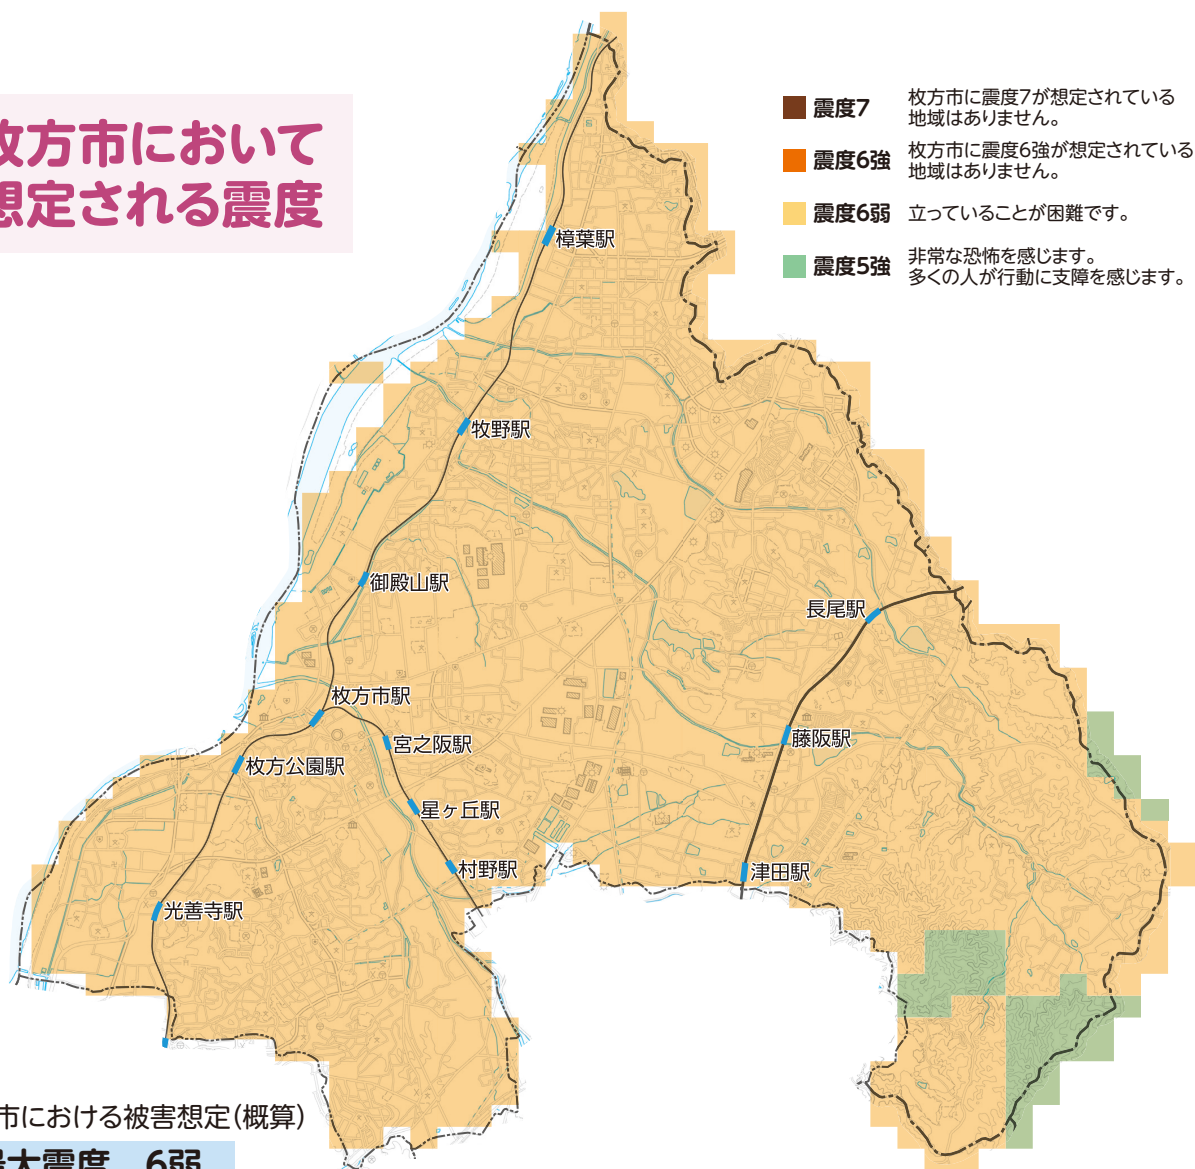 枚方市において
想定される震度
震度7 枚方市に震度7が想定されている
地域はありません。
震度6強 枚方市に震度6強が想定されている
地域はありません。
震度6弱 立っていることが困難です。
震度5強 非常な恐怖を感じます。
多くの人が行動に支障を感じます。
樟葉駅
牧野駅
御殿山駅
長尾駅
枚方市駅
宮之阪駅
藤阪駅
枚方公園駅
星ヶ丘駅
村野駅
津田駅
光善寺駅
市における被害想定(概算)
最大震度 6弱